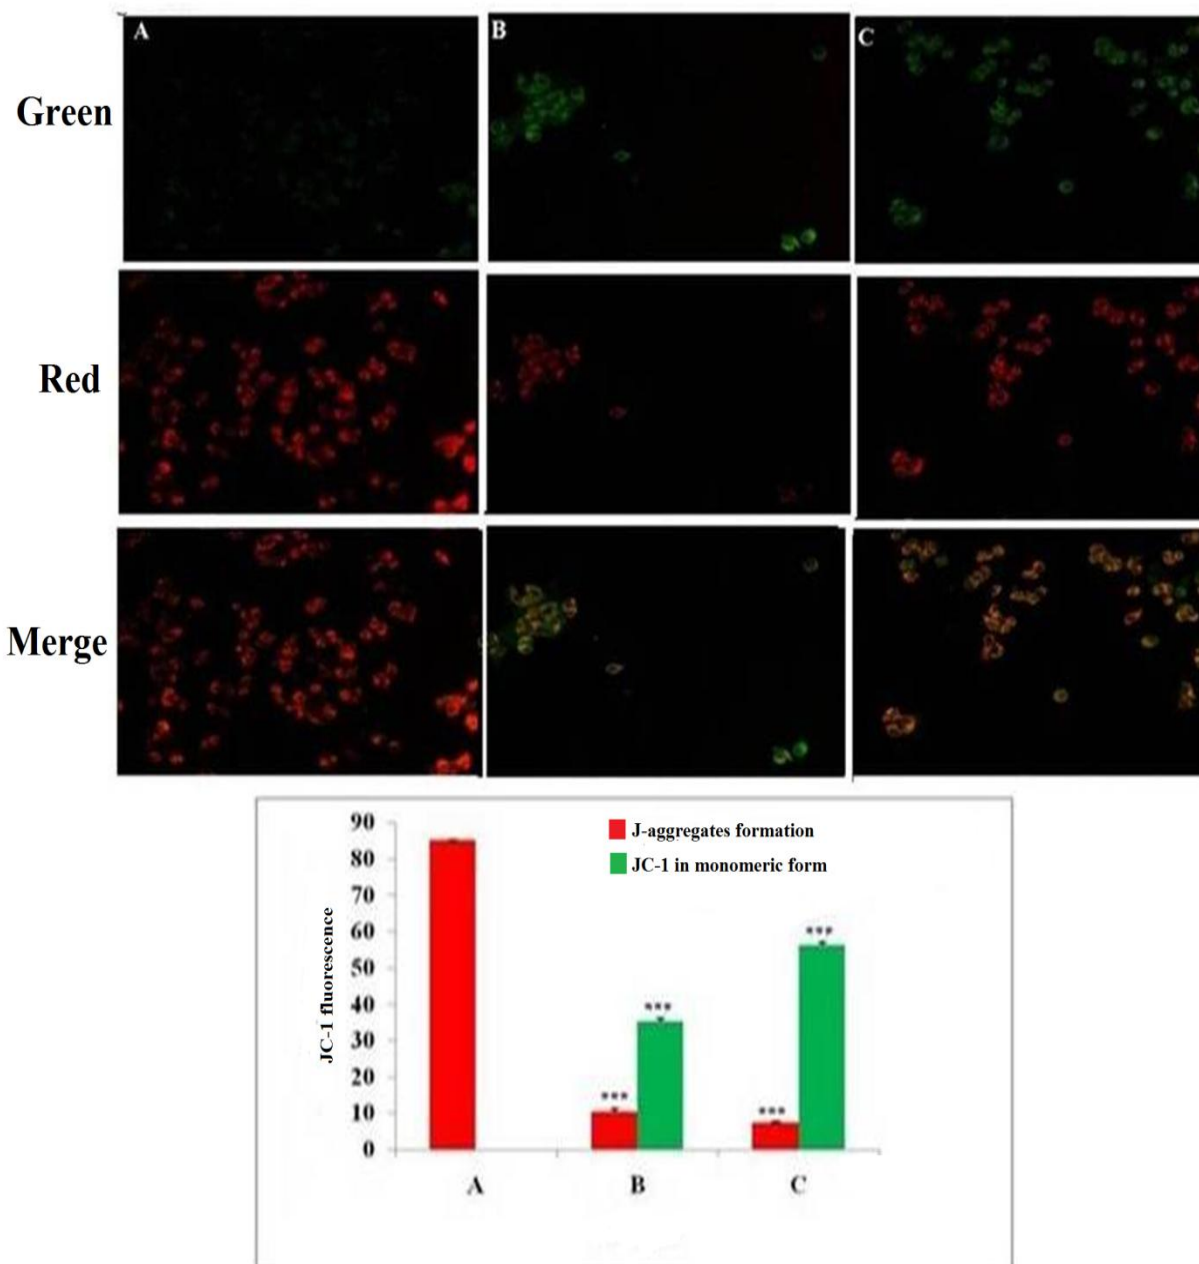 A
B
C
Green
Red
Merge
90
80
70
60
50
40
30
20
10
0
JC-1 fluorescence
J-aggregates formation
JC-1 in monomeric form
***
***
***
***
A
B
C